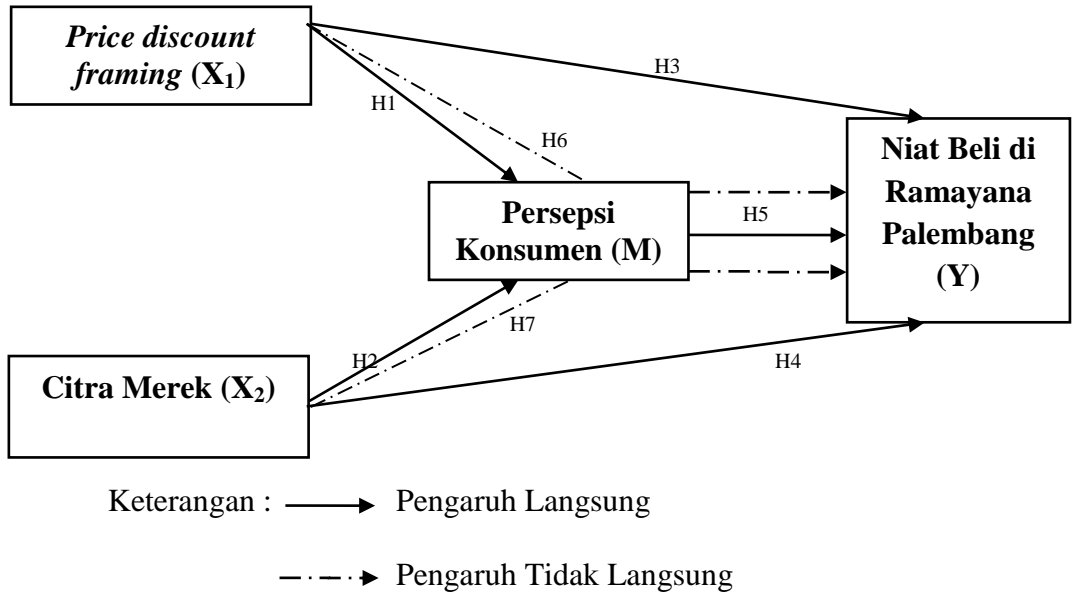 Price discount
framing (X₁)
H3
H1
H6
Niat Beli di
Ramayana
Palembang
(Y)
Persepsi
Konsumen (M)
H5
H7
H2
H4
Citra Merek (X₂)
Keterangan :
Pengaruh Langsung
Pengaruh Tidak Langsung